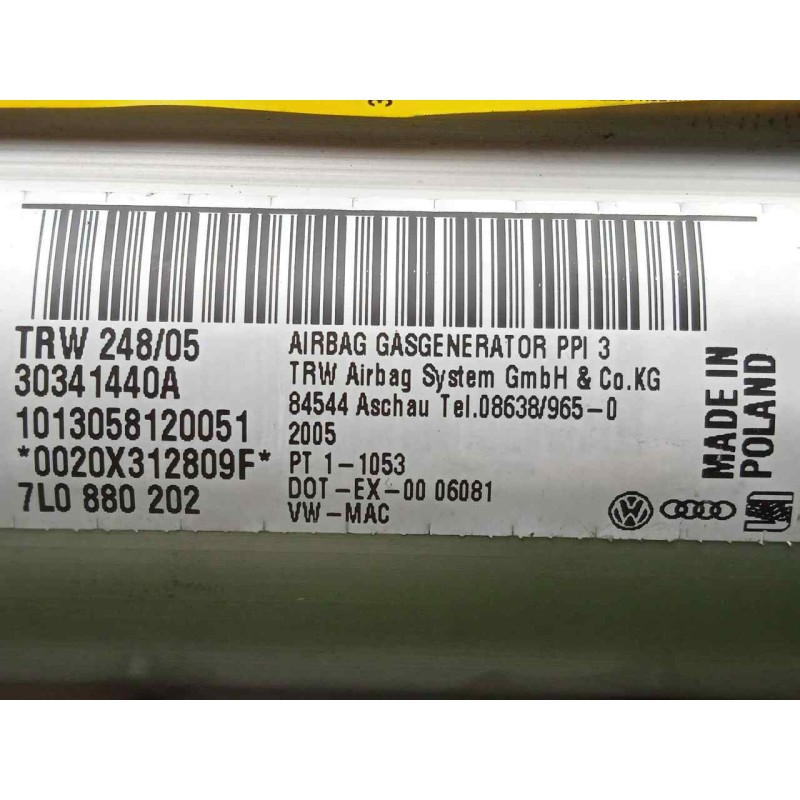 3
TRW 248/05
30341440A
1013058120051
*0020X312809F*
7L0 880 202
AIRBAG GASGENERATOR PPI 3
TRW Airbag System GmbH & Co.KG
84544 Aschau Tel.08638/965-0
2005
PT 1-1053
DOT-EX-00 06081
VW-MAC
MADE IN
POLAND